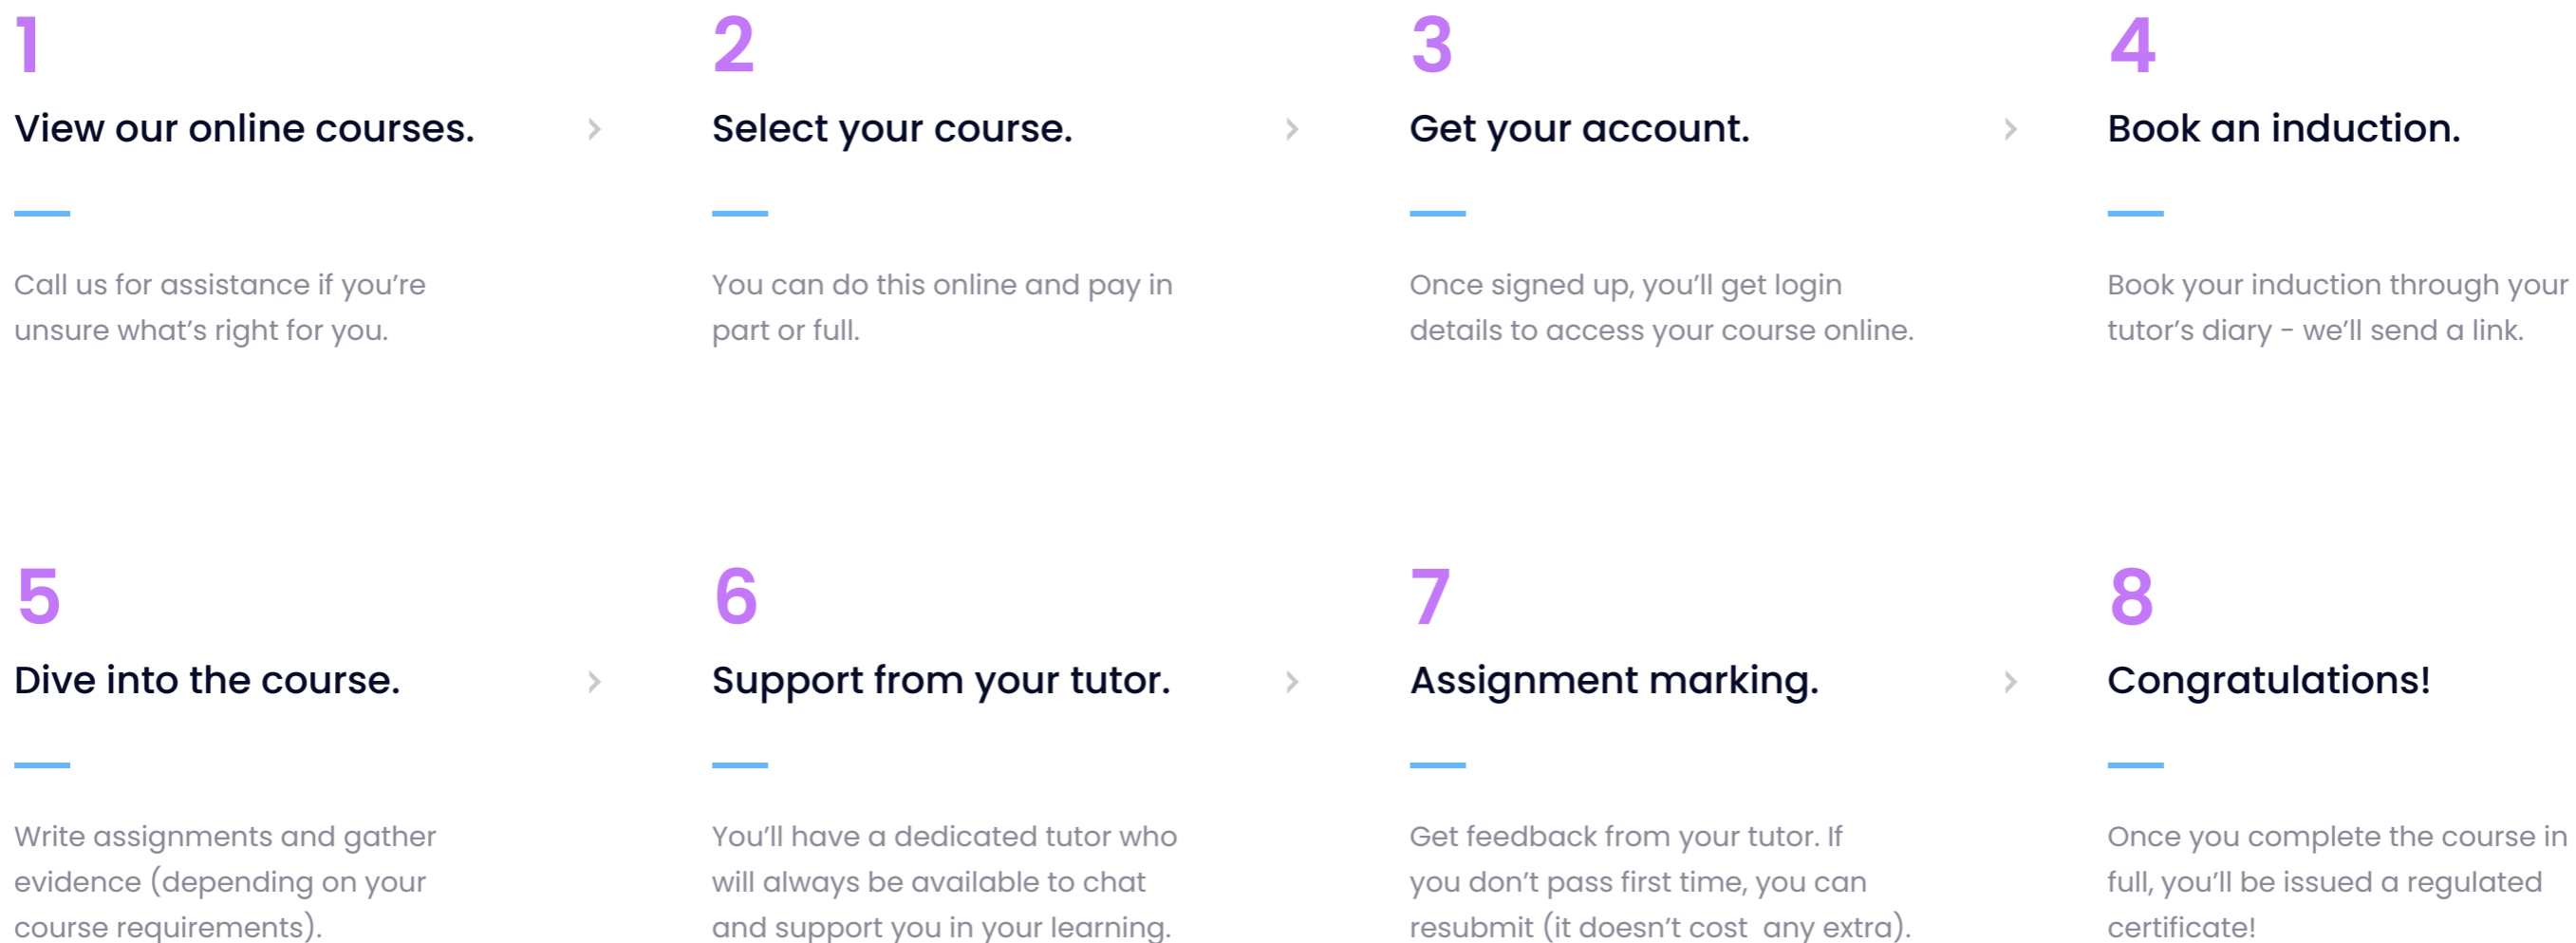 1
View our online courses.
Call us for assistance if you're
unsure what's right for you.
2
Select your course.
You can do this online and pay in
part or full.
3
Get your account.
Once signed up, you'll get login
details to access your course online.
4
Book an induction.
Book your induction through your
tutor's diary - we'll send a link.
5
Dive into the course.
Write assignments and gather
evidence (depending on your
course requirements).
6
Support from your tutor.
You'll have a dedicated tutor who
will always be available to chat
and support you in your learning.
7
Assignment marking.
Get feedback from your tutor. If
you don't pass first time, you can
resubmit (it doesn't cost  any extra).
8
Congratulations!
Once you complete the course in
full, you'll be issued a regulated
certificate!